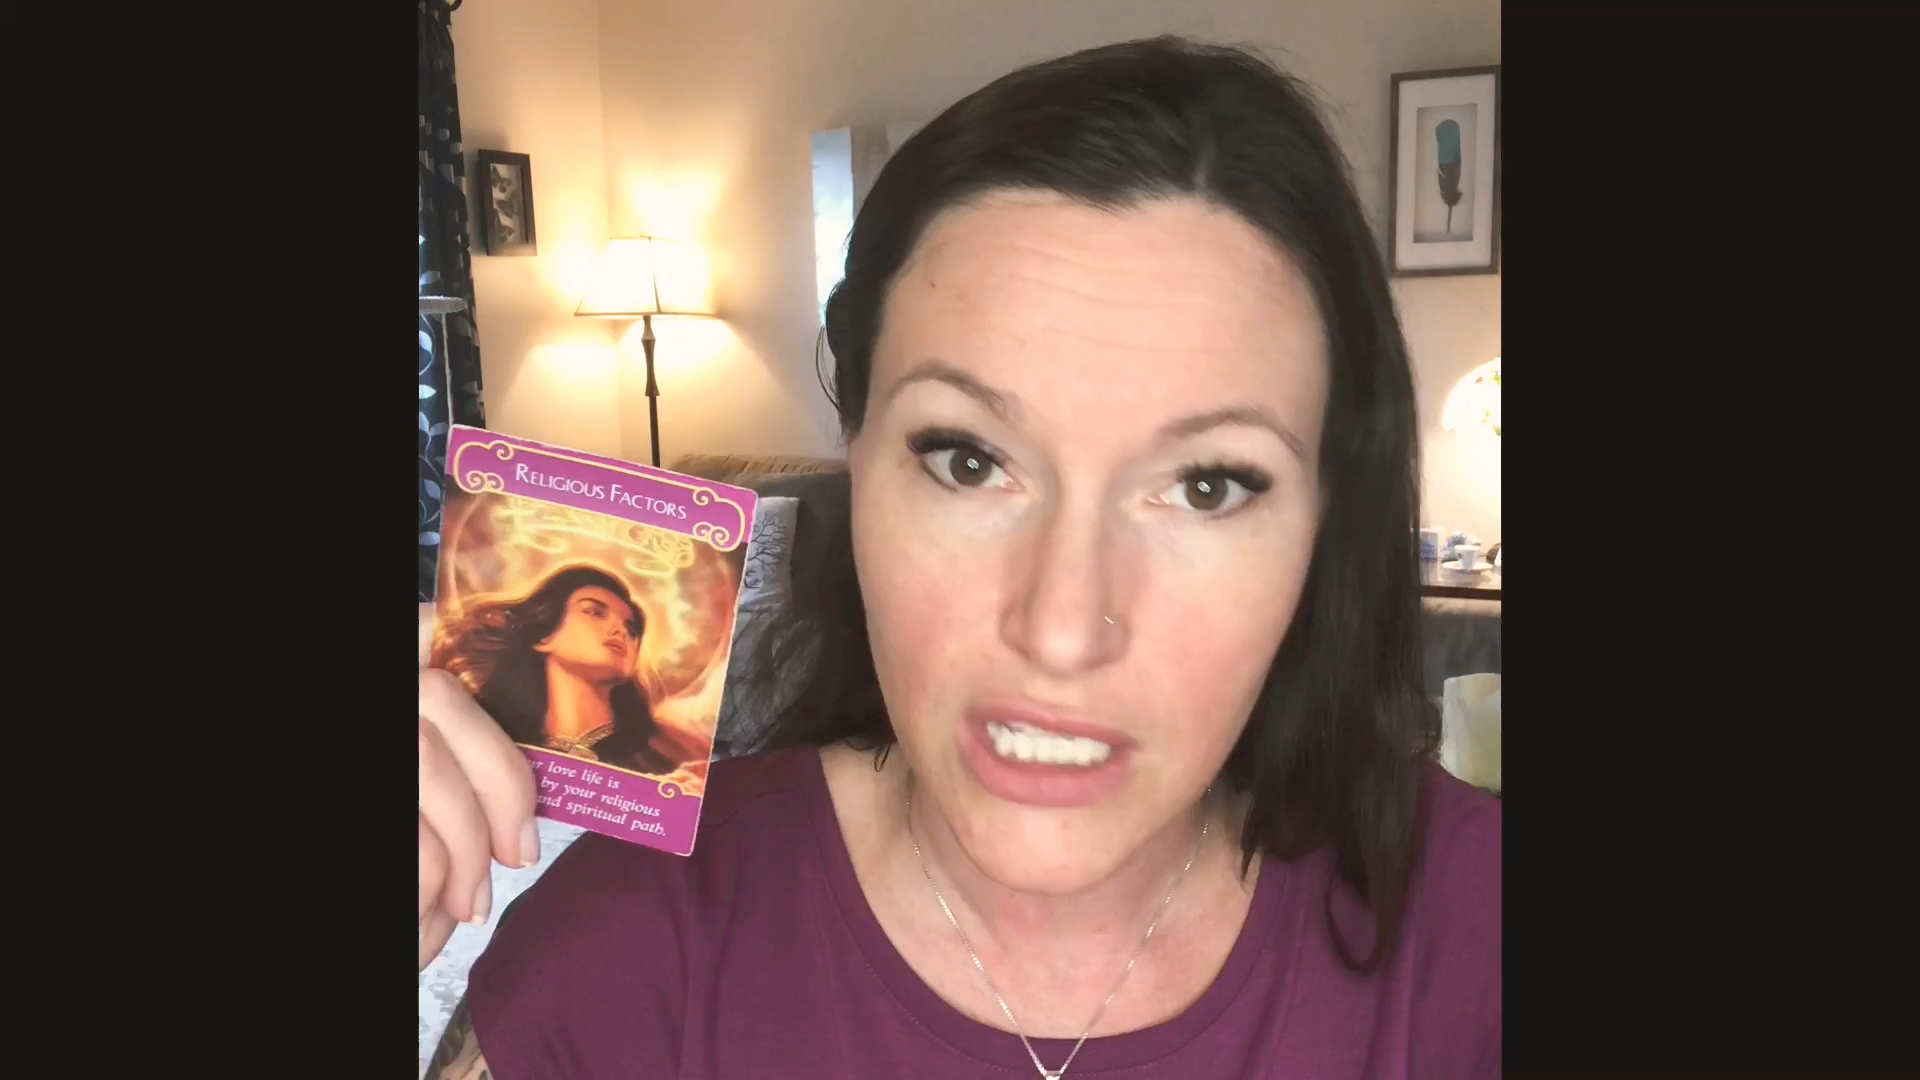 RELIGIOUS FACTORS
love life is
by your religious
and spiritual path.